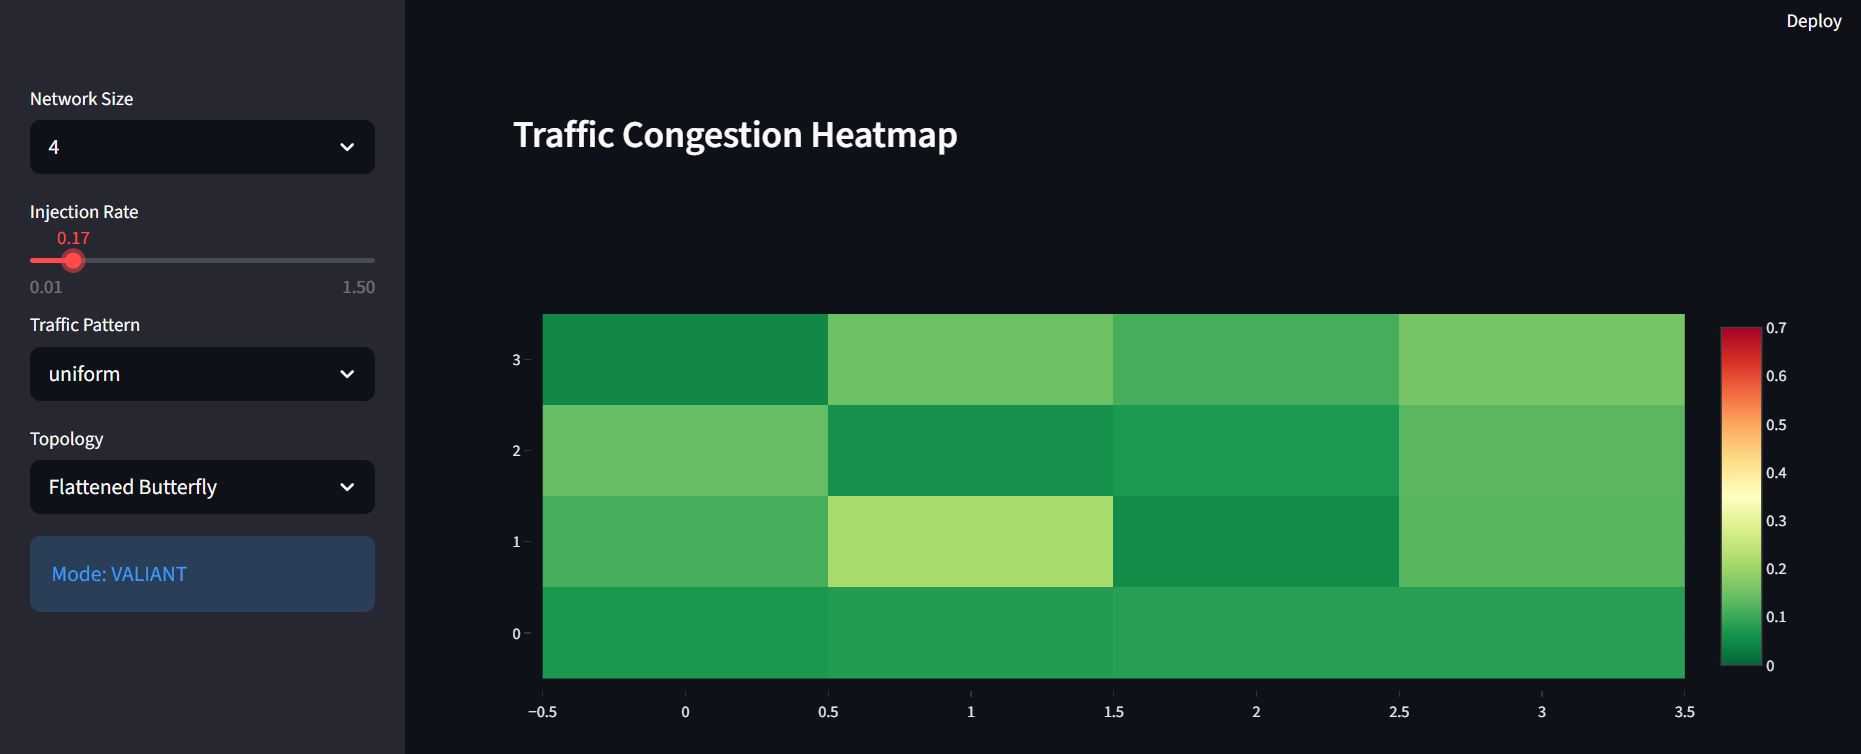 Deploy
Network Size
4
Injection Rate
0.17
0.01 1.50
Traffic Pattern
uniform
Topology
Flattened Butterfly
Mode: VALIANT
Traffic Congestion Heatmap
3
2
1
0
−0.5 0 0.5 1 1.5 2 2.5 3 3.5
0.7
0.6
0.5
0.4
0.3
0.2
0.1
0